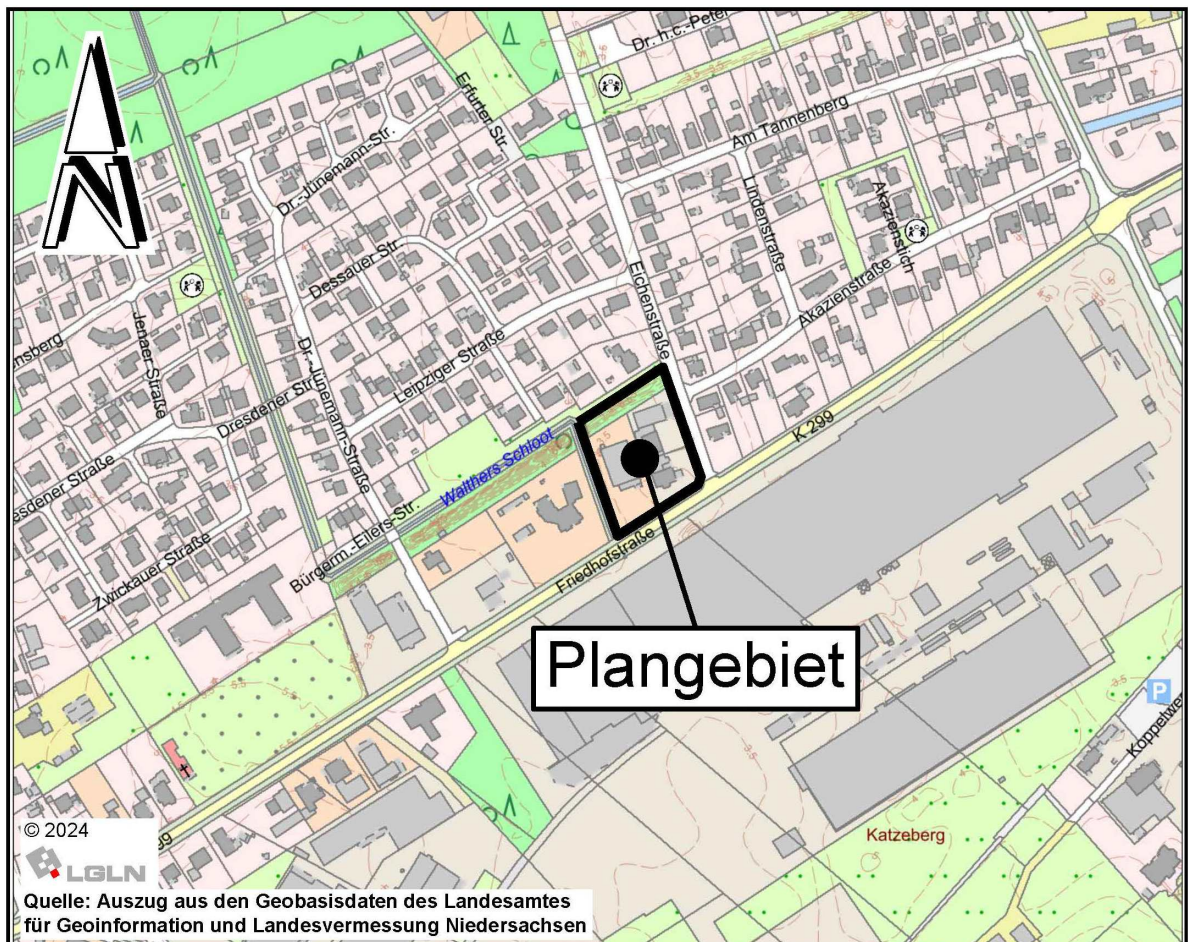 N
Dr. h.c.-Peter
Erfurter Str.
Am Tannenberg
Dr.-Jünemann-Str.
Lindenstraße
Akazienstich
Dessauer Str.
Eichenstraße
Akazienstraße
Jenaer-Straße
nsberg
Dr.-Jünemann-Straße
Leipziger Straße
Dresdener Str.
K 299
Walthers Schloot
esdener Straße
Bürgerm.-Eilers-Str.
Friedhofstraße
Zwickauer Straße
Plangebiet
P
Koppelwe
Katzeberg
99
© 2024
LGLN
Quelle: Auszug aus den Geobasisdaten des Landesamtes
für Geoinformation und Landesvermessung Niedersachsen